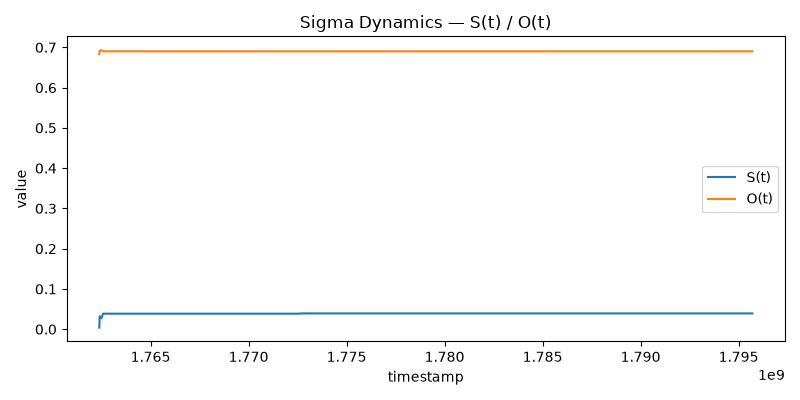 Sigma Dynamics — S(t) / O(t)
0.7
0.6
0.5
0.4
0.3
0.2
0.1
0.0
value
S(t)
O(t)
1.765 1.770 1.775 1.780 1.785 1.790 1.795
1e9
timestamp